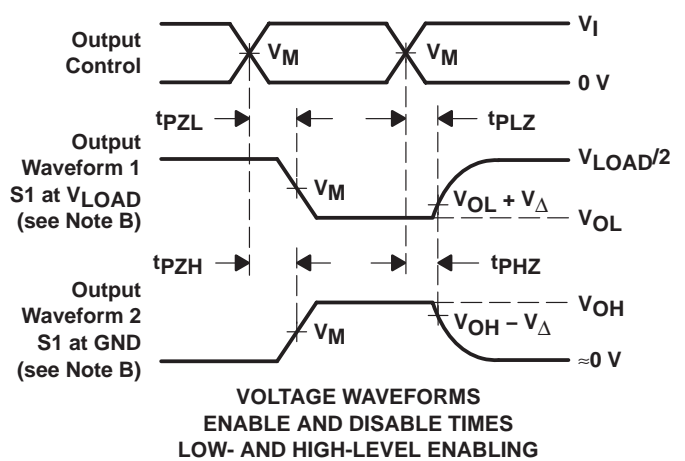 Output
Control
VM
VM
VI
0 V
tPZL
tPLZ
Output
Waveform 1
S1 at VLOAD
(see Note B)
VM
VLOAD/2
VOL + VΔ
VOL
tPZH
tPHZ
Output
Waveform 2
S1 at GND
(see Note B)
VM
VOH
VOH − VΔ
≈0 V
VOLTAGE WAVEFORMS
ENABLE AND DISABLE TIMES
LOW- AND HIGH-LEVEL ENABLING